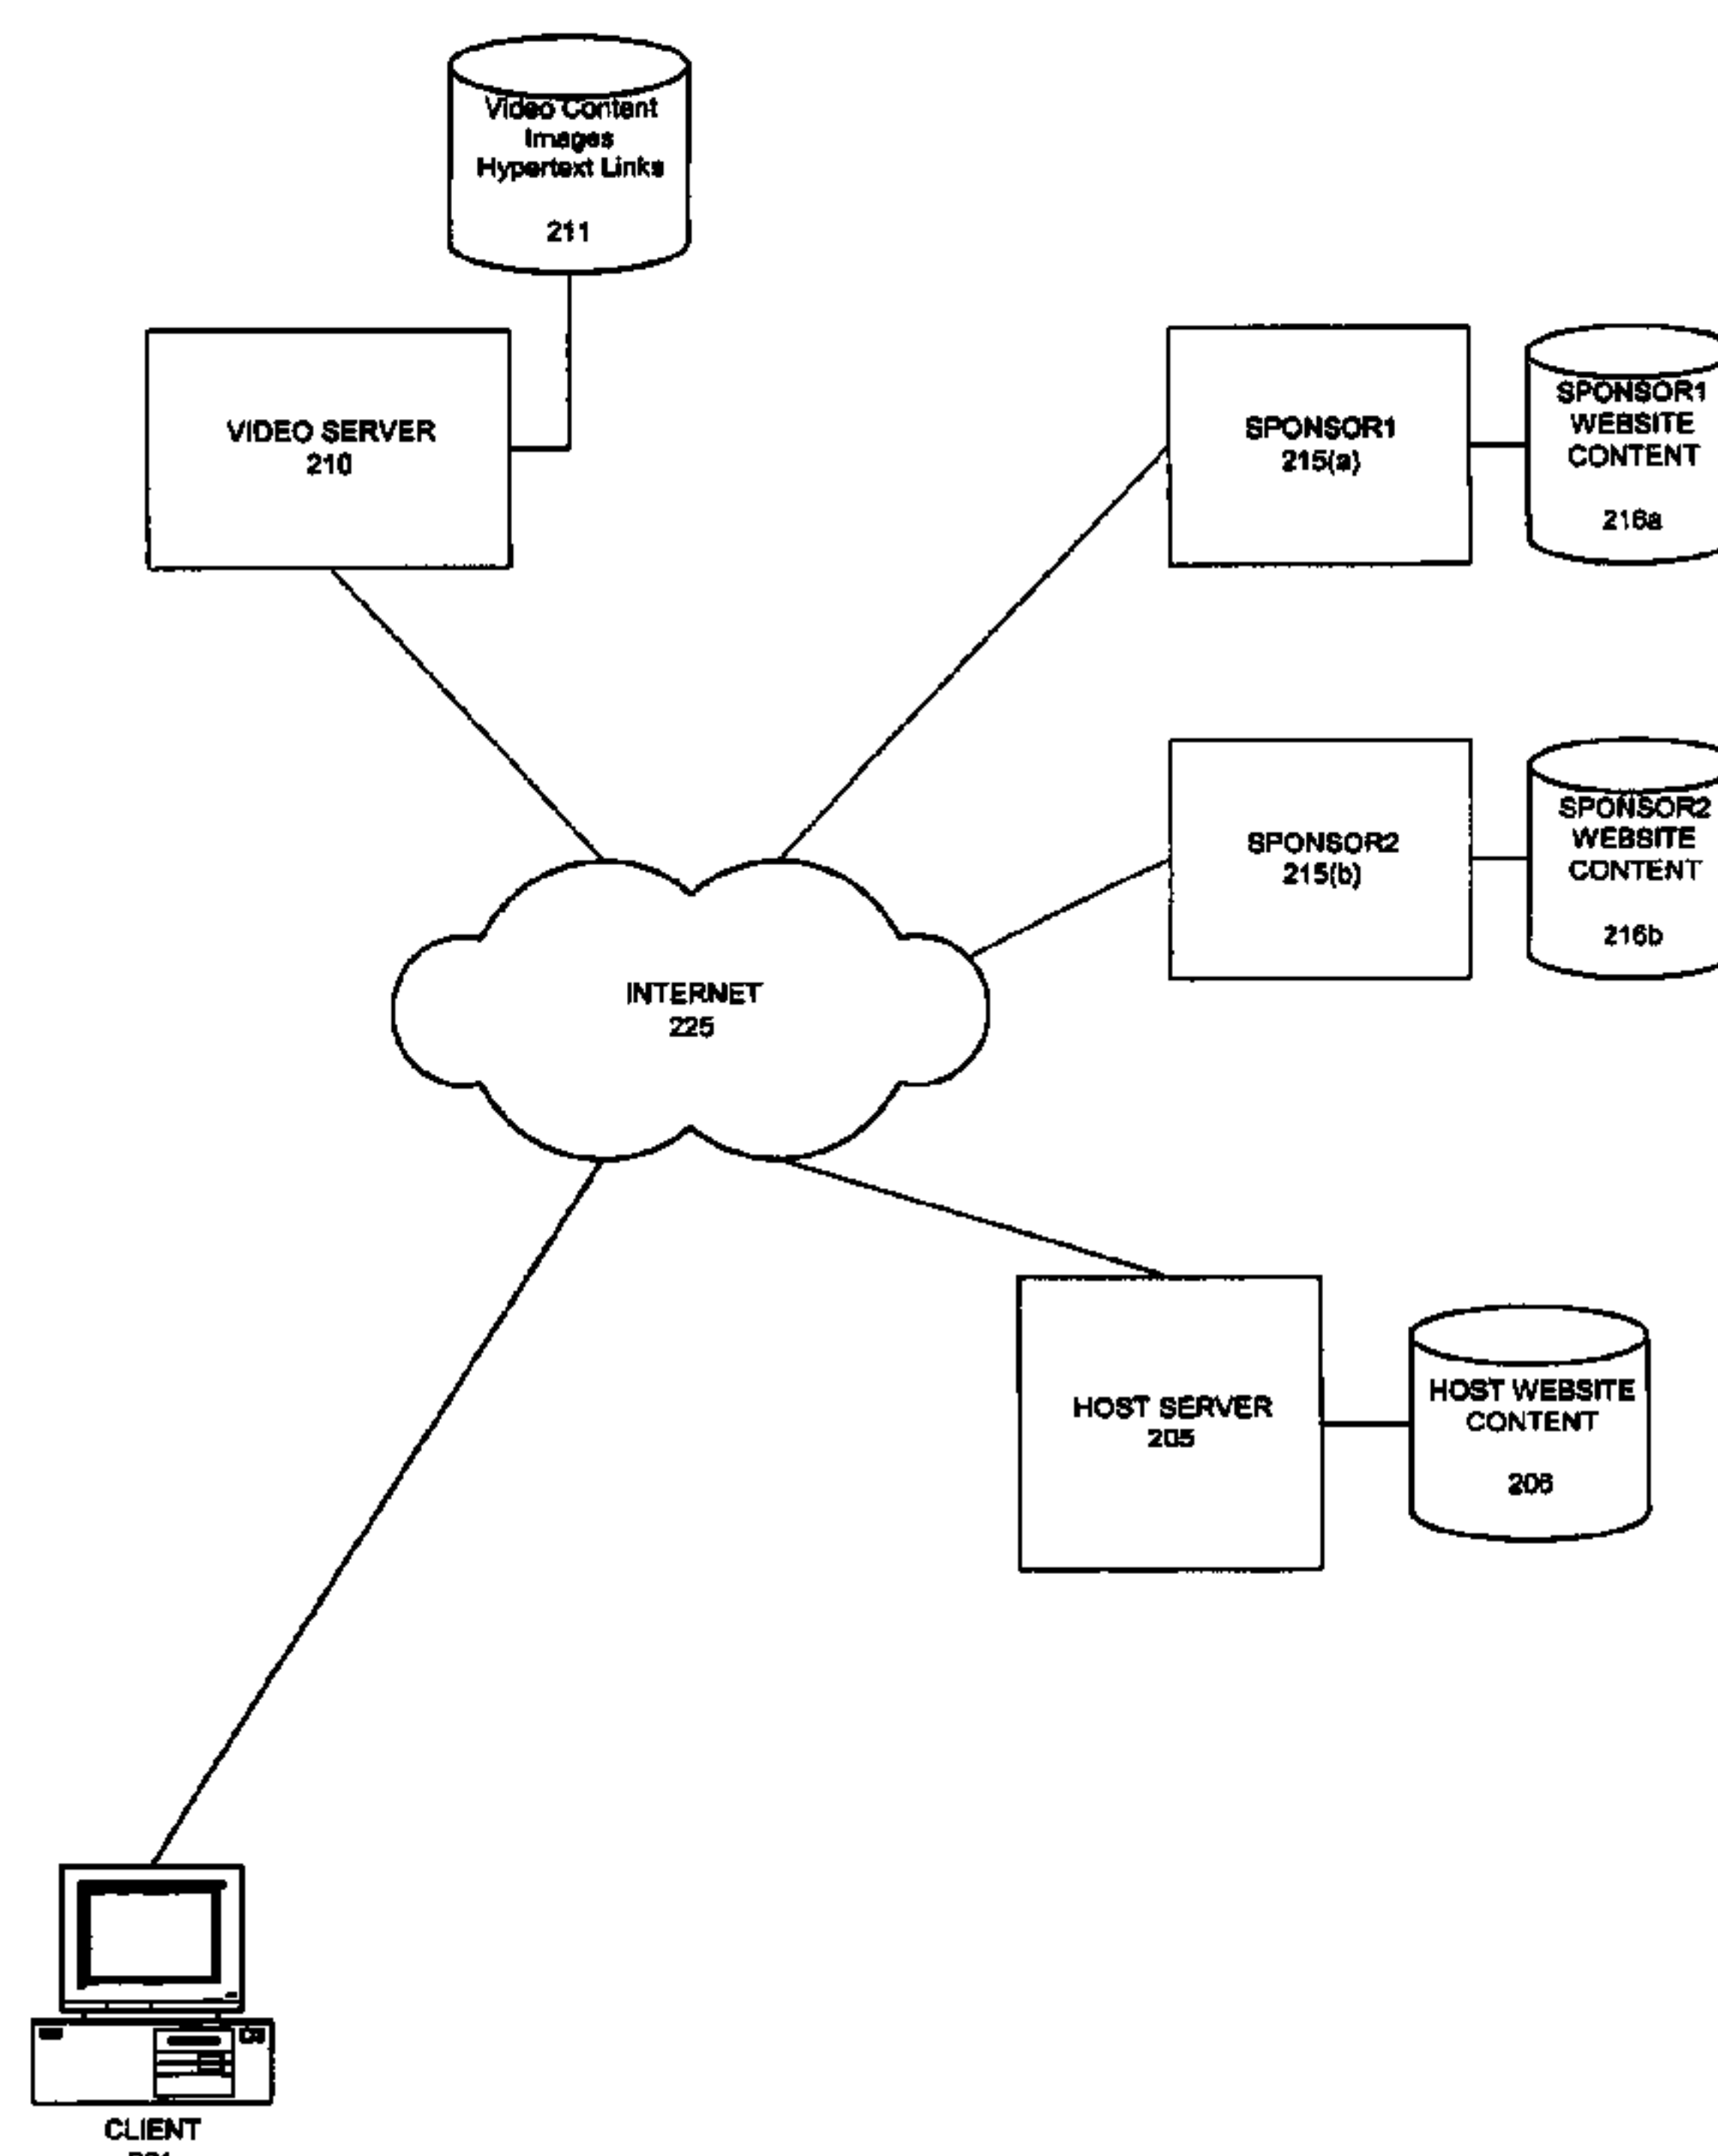 Video Content
Images
Hypertext Links
211
VIDEO SERVER
210
SPONSOR1
215(a)
SPONSOR1
WEBSITE
CONTENT
216a
SPONSOR2
215(b)
SPONSOR2
WEBSITE
CONTENT
216b
INTERNET
225
HOST SERVER
205
HOST WEBSITE
CONTENT
206
CLIENT